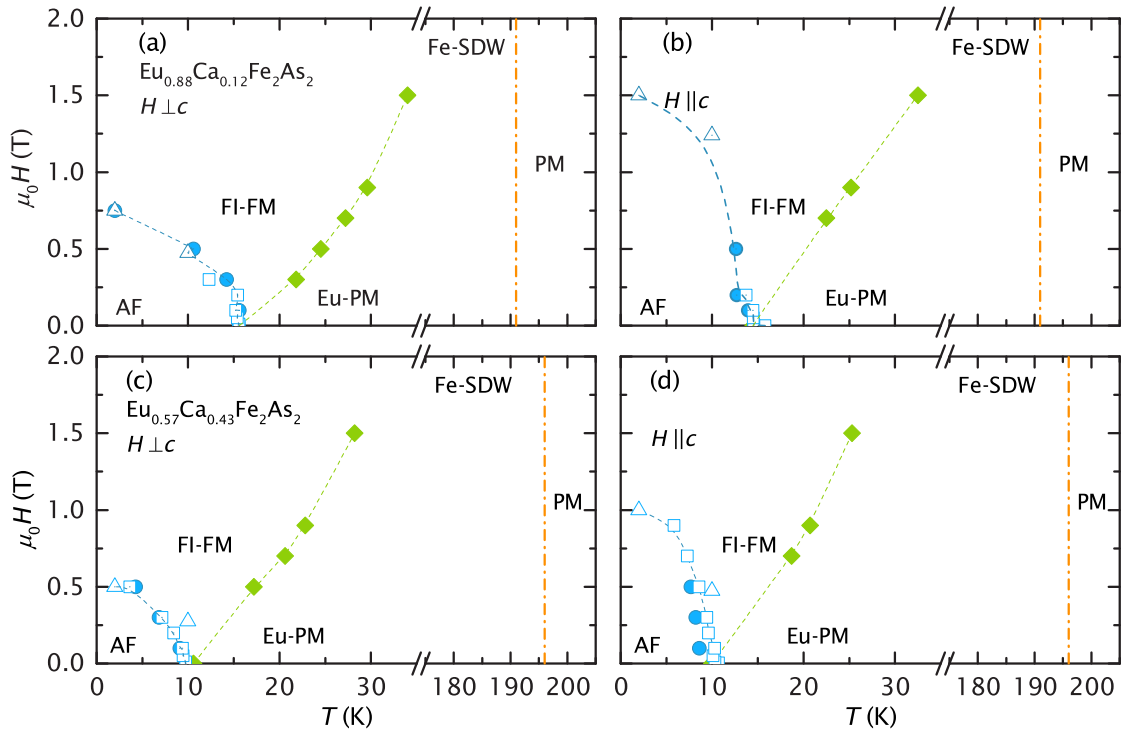 2.0
1.5
1.0
0.5
0.0
μ₀H (T)
(a)
Eu₀.₈₈Ca₀.₁₂Fe₂As₂
H ⊥ c
Fe-SDW
PM
FI-FM
AF
Eu-PM
(b)
H || c
Fe-SDW
PM
FI-FM
AF
Eu-PM
2.0
1.5
1.0
0.5
0.0
μ₀H (T)
(c)
Eu₀.₅₇Ca₀.₄₃Fe₂As₂
H ⊥ c
Fe-SDW
PM
FI-FM
AF
Eu-PM
0 10 20 30 180 190 200
T (K)
(d)
H || c
Fe-SDW
PM
FI-FM
AF
Eu-PM
0 10 20 30 180 190 200
T (K)